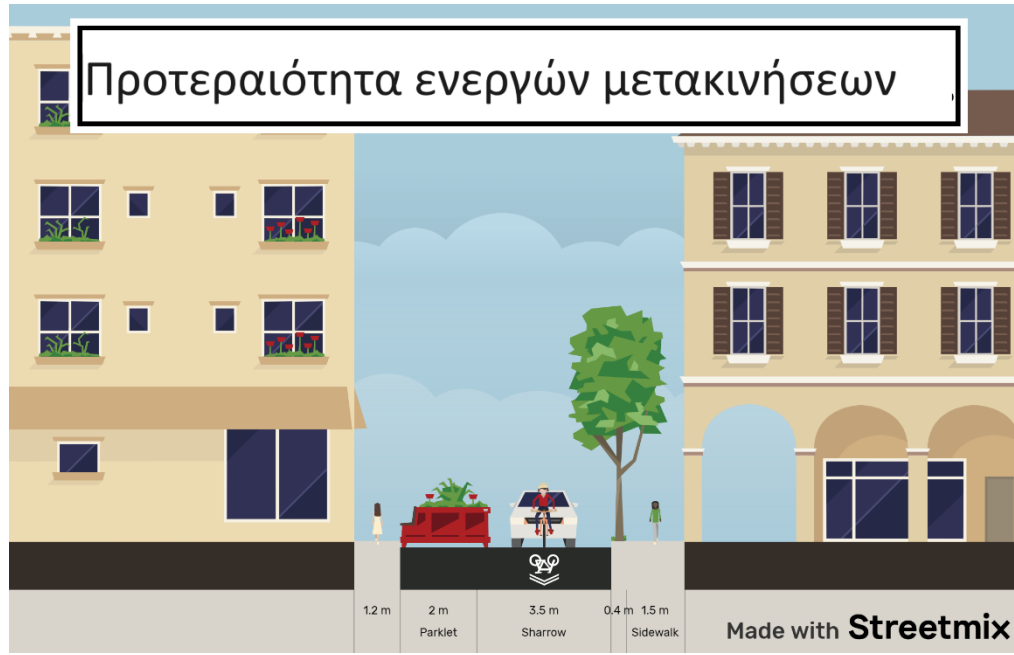 Προτεραιότητα ενεργών μετακινήσεων
1.2 m
2 m
Parklet
3.5 m
Sharrow
0.4 m
1.5 m
Sidewalk
Made with Streetmix